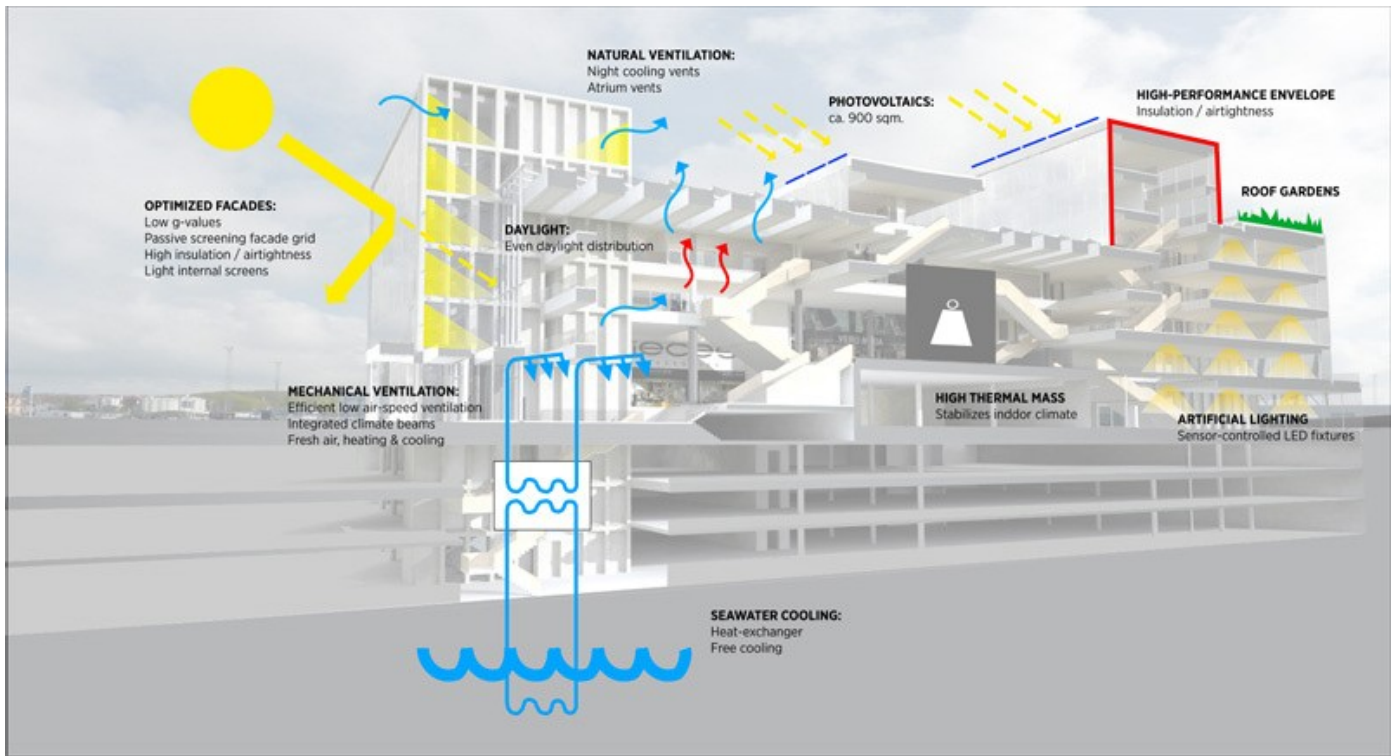 NATURAL VENTILATION:
Night cooling vents
Atrium vents
PHOTOVOLTAICS:
ca. 900 sqm.
HIGH-PERFORMANCE ENVELOPE
Insulation / airtightness
ROOF GARDENS
OPTIMIZED FACADES:
Low g-values
Passive screening facade grid
High insulation / airtightness
Light internal screens
DAYLIGHT:
Even daylight distribution
MECHANICAL VENTILATION:
Efficient low air-speed ventilation
Integrated climate beams
Fresh air, heating & cooling
HIGH THERMAL MASS
Stabilizes inddor climate
ARTIFICIAL LIGHTING
Sensor-controlled LED fixtures
SEAWATER COOLING:
Heat-exchanger
Free cooling